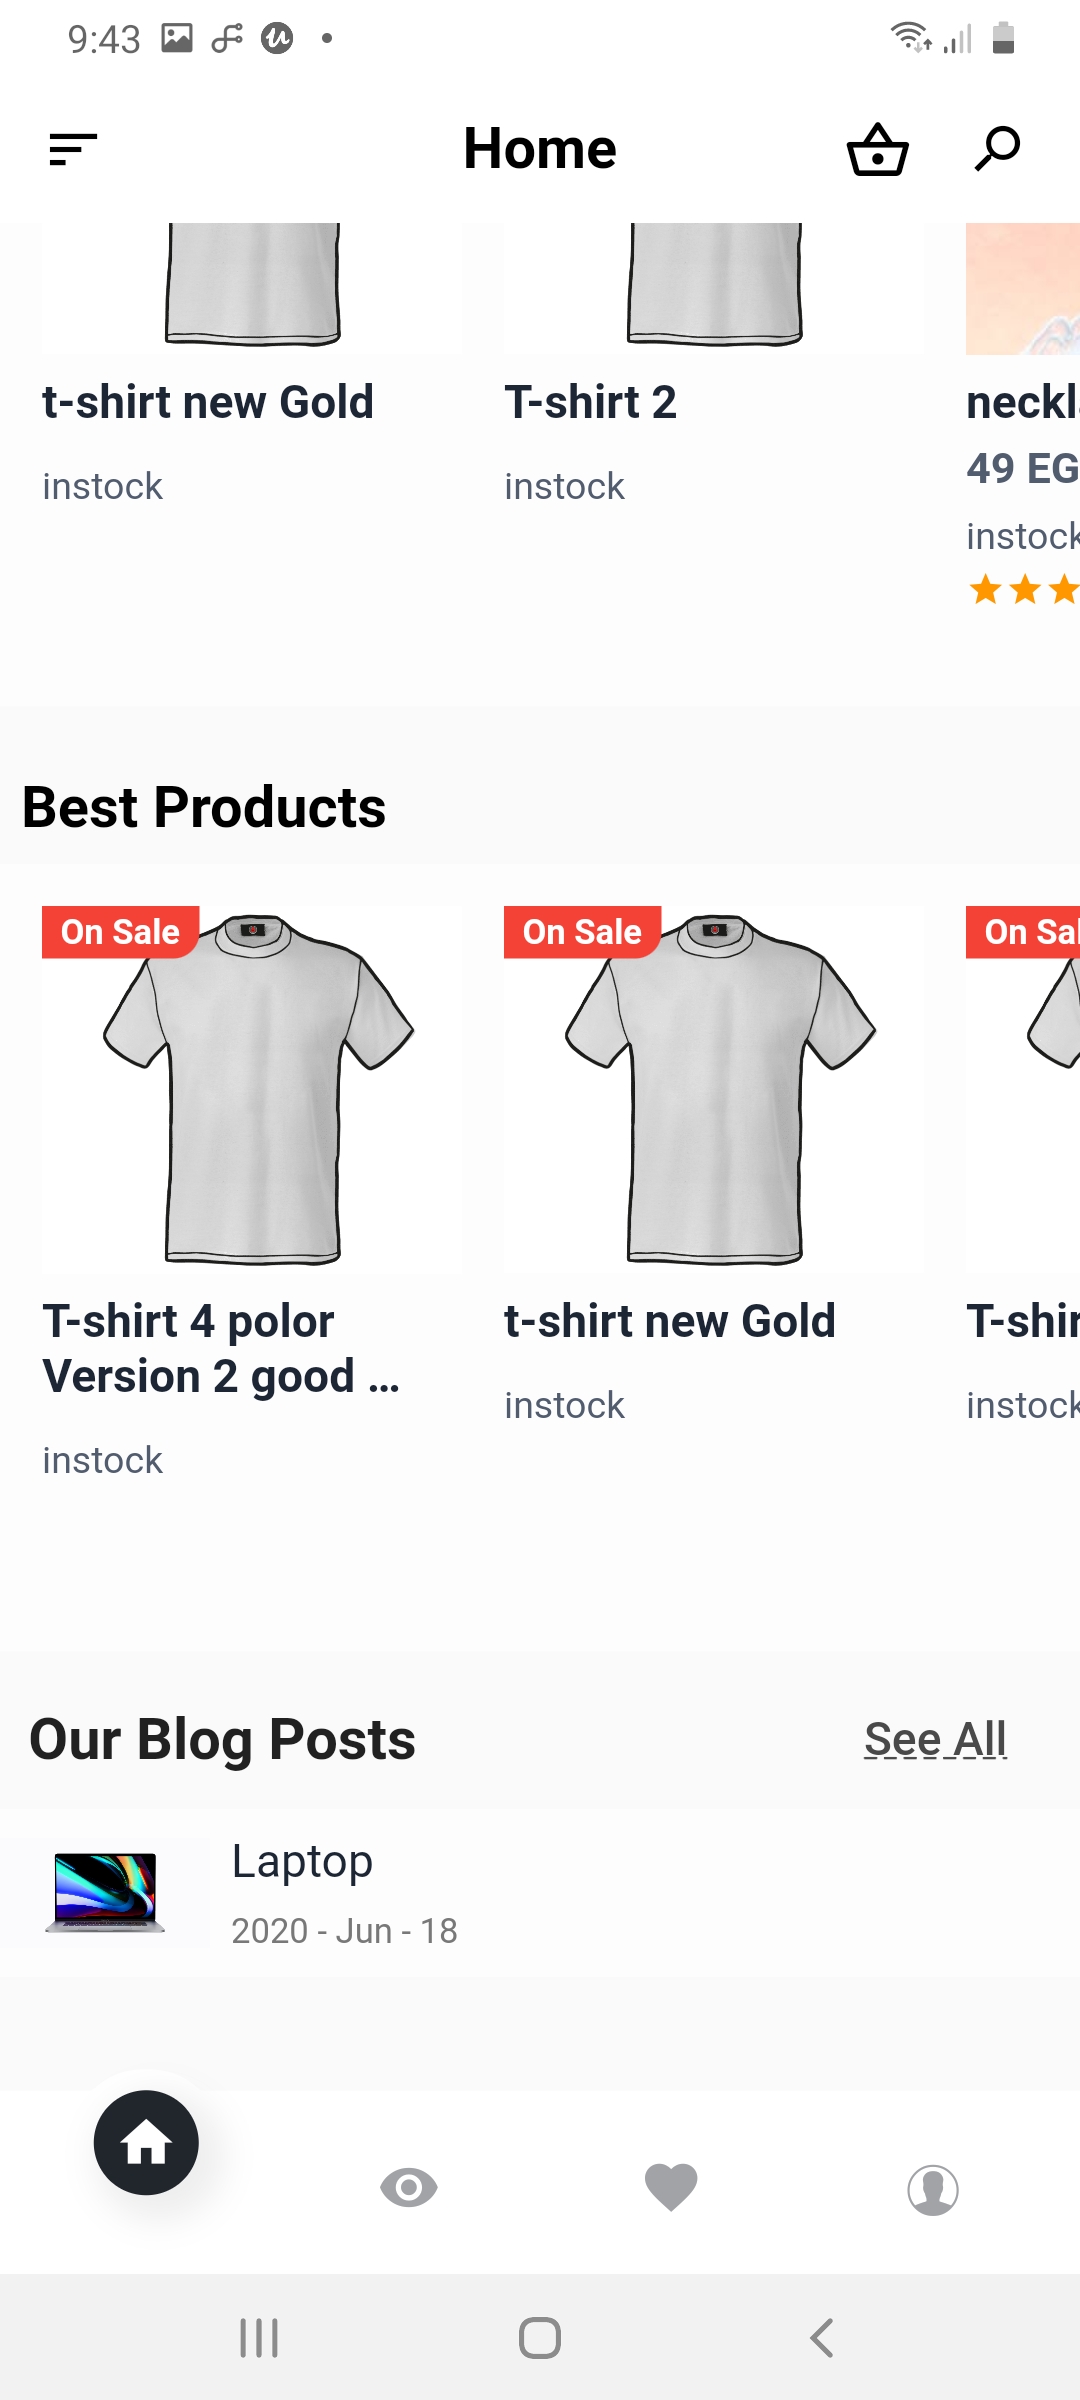 9:43
Home
t-shirt new Gold
T-shirt 2
neckl
49 EG
instock
instock
instock
Best Products
On Sale
On Sale
On Sal
T-shirt 4 polor
Version 2 good ...
t-shirt new Gold
T-shir
instock
instock
instock
Our Blog Posts
See All
Laptop
2020 - Jun - 18